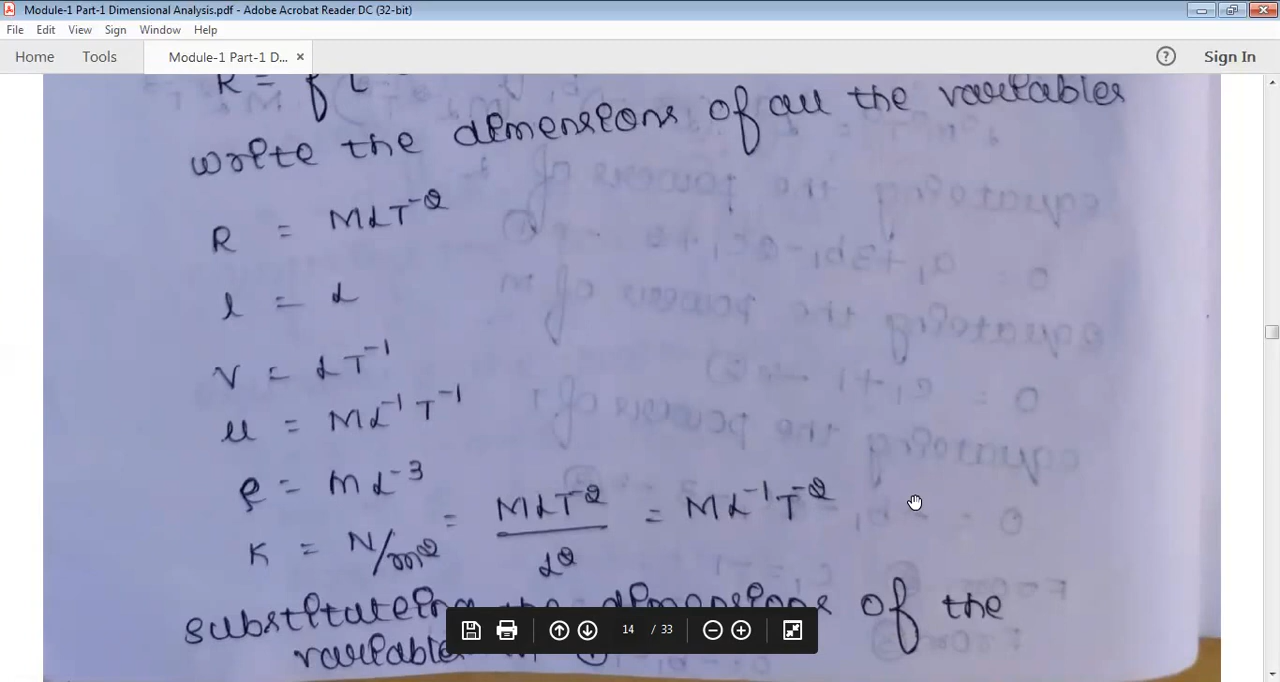 Module-1 Part-1 Dimensional Analysis.pdf - Adobe Acrobat Reader DC (32-bit)
File Edit View Sign Window Help
Home Tools Module-1 Part-1 D... × ? Sign In
R = f(
write the dimensions of all the variables
R = MLT⁻²
l = L
V = LT⁻¹
μ = ML⁻¹T⁻¹
ρ = ML⁻³
K = N/m² = MLT⁻²/L² = ML⁻¹T⁻²
substituteing the dimensions of the
14 / 33
variables